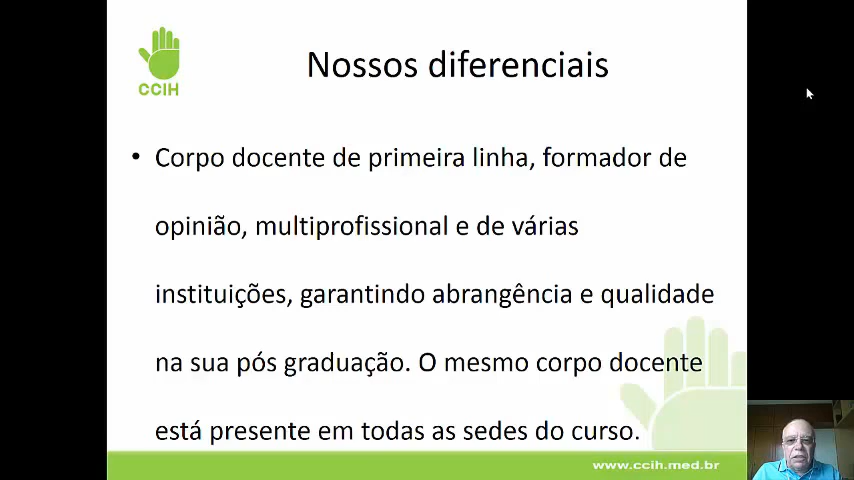 CCIH
Nossos diferenciais
• Corpo docente de primeira linha, formador de
opinião, multiprofissional e de várias
instituições, garantindo abrangência e qualidade
na sua pós graduação. O mesmo corpo docente
está presente em todas as sedes do curso.
www.ccih.med.br